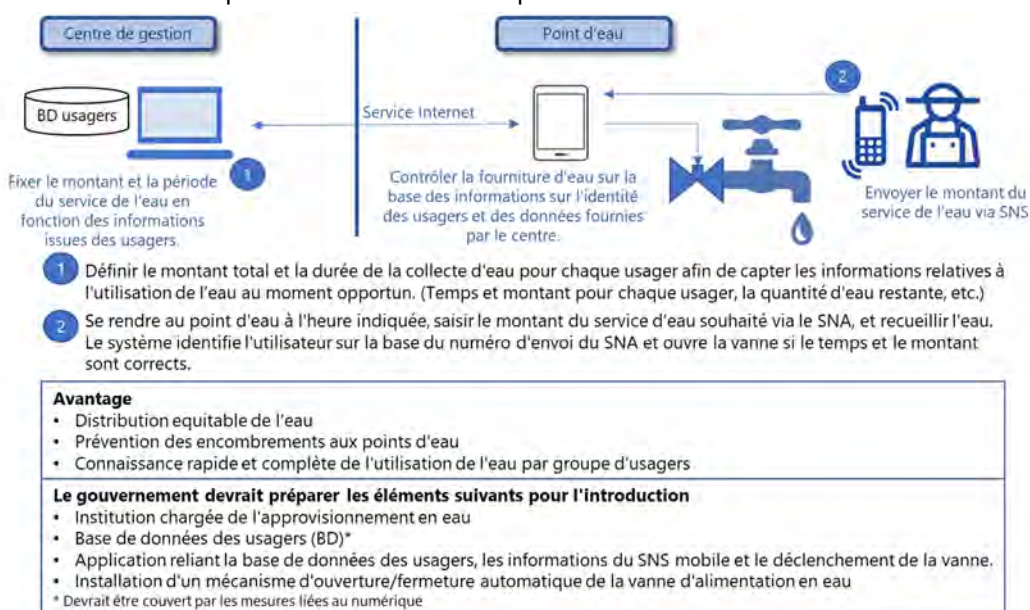 Centre de gestion
Point d'eau
BD usagers
Service Internet
1
2
Fixer le montant et la période
du service de l'eau en
fonction des informations
issues des usagers.
Contrôler la fourniture d'eau sur la
base des informations sur l'identité
des usagers et des données fournies
par le centre.
Envoyer le montant du
service de l'eau via SNS
1 Définir le montant total et la durée de la collecte d'eau pour chaque usager afin de capter les informations relatives à
l'utilisation de l'eau au moment opportun. (Temps et montant pour chaque usager, la quantité d'eau restante, etc.)
2 Se rendre au point d'eau à l'heure indiquée, saisir le montant du service d'eau souhaité via le SNA, et recueillir l'eau.
Le système identifie l'utilisateur sur la base du numéro d'envoi du SNA et ouvre la vanne si le temps et le montant
sont corrects.
Avantage
• Distribution equitable de l'eau
• Prévention des encombrements aux points d'eau
• Connaissance rapide et complète de l'utilisation de l'eau par groupe d'usagers
Le gouvernement devrait préparer les éléments suivants pour l'introduction
• Institution chargée de l'approvisionnement en eau
• Base de données des usagers (BD)*
• Application reliant la base de données des usagers, les informations du SNS mobile et le déclenchement de la vanne.
• Installation d'un mécanisme d'ouverture/fermeture automatique de la vanne d'alimentation en eau
* Devrait être couvert par les mesures liées au numérique